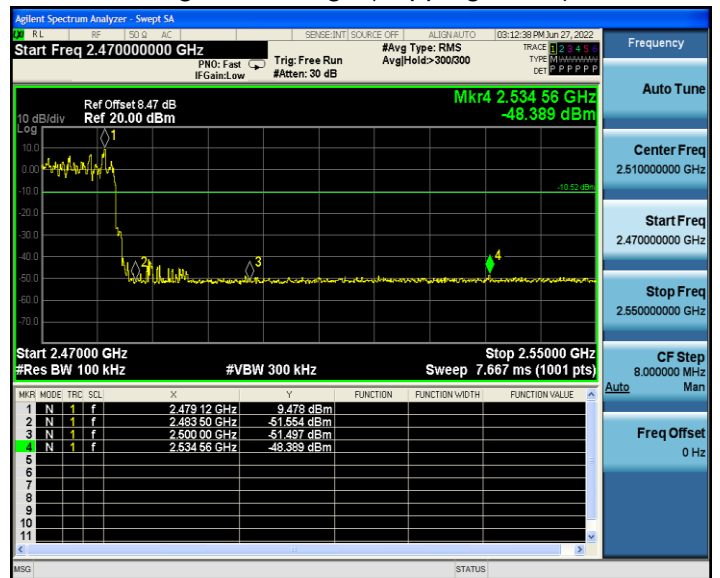 Agilent Spectrum Analyzer - Swept SA
LXI RL RF 50 Ω AC SENSE:INT SOURCE OFF ALIGN AUTO 03:12:38 PM Jun 27, 2022
Start Freq 2.470000000 GHz
PNO: Fast
IFGain:Low
Trig: Free Run
#Atten: 30 dB
#Avg Type: RMS
Avg|Hold:>300/300
TRACE 1 2 3 4 5 6
TYPE M W W W W W
DET P P P P P P
Ref Offset 8.47 dB
10 dB/div Ref 20.00 dBm
Log
Mkr4 2.534 56 GHz
-48.389 dBm
1
10.0
0.00
-10.0
-10.52 dBm
-20.0
-30.0
-40.0
2 3 4
-50.0
-60.0
-70.0
Start 2.47000 GHz Stop 2.55000 GHz
#Res BW 100 kHz #VBW 300 kHz Sweep 7.667 ms (1001 pts)
MKR MODE TRC SCL X Y FUNCTION FUNCTION WIDTH FUNCTION VALUE
1 N 1 f 2.479 12 GHz 9.478 dBm
2 N 1 f 2.483 50 GHz -51.554 dBm
3 N 1 f 2.500 00 GHz -51.497 dBm
4 N 1 f 2.534 56 GHz -48.389 dBm
5
6
7
8
9
10
11
MSG STATUS
Frequency
Auto Tune
Center Freq
2.510000000 GHz
Start Freq
2.470000000 GHz
Stop Freq
2.550000000 GHz
CF Step
8.000000 MHz
Auto Man
Freq Offset
0 Hz